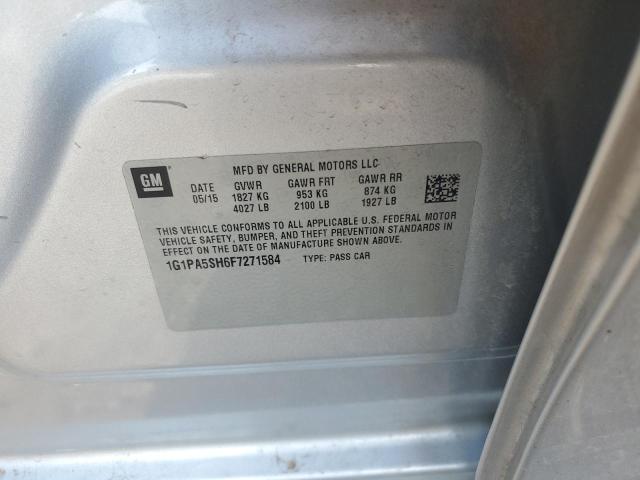 GM
MFD BY GENERAL MOTORS LLC
DATE GVWR GAWR FRT GAWR RR
05/15 1827 KG 953 KG 874 KG
4027 LB 2100 LB 1927 LB
THIS VEHICLE CONFORMS TO ALL APPLICABLE U.S. FEDERAL MOTOR
VEHICLE SAFETY, BUMPER, AND THEFT PREVENTION STANDARDS IN
EFFECT ON THE DATE OF MANUFACTURE SHOWN ABOVE.
1G1PA5SH6F7271584 TYPE: PASS CAR